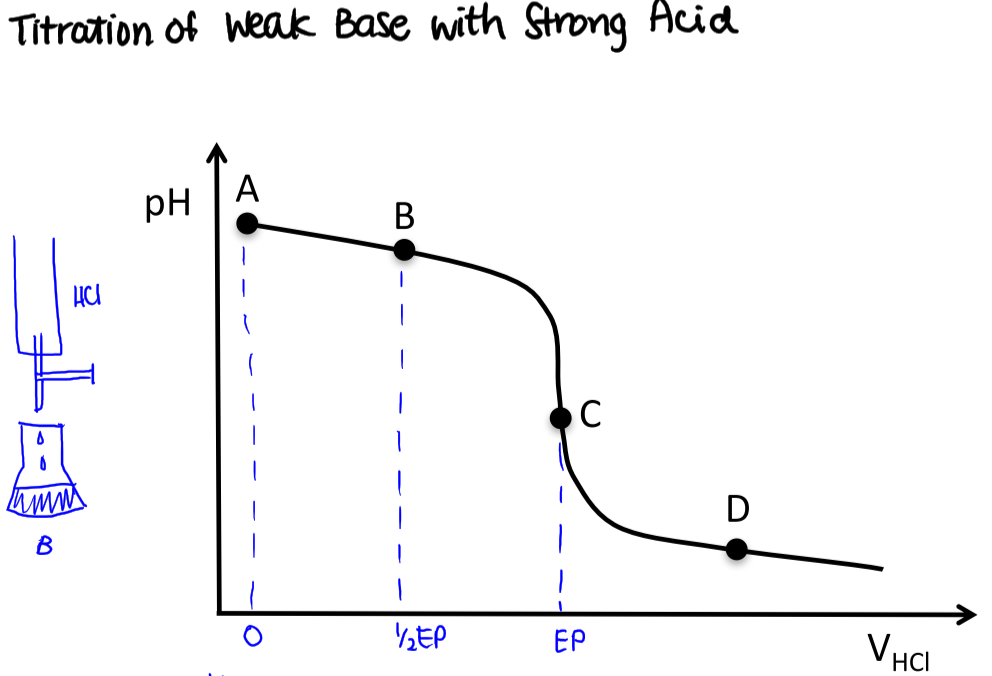 Titration of Weak Base with Strong Acid
A
pH
B
HCl
C
D
B
0
1/2EP
EP
VHCl